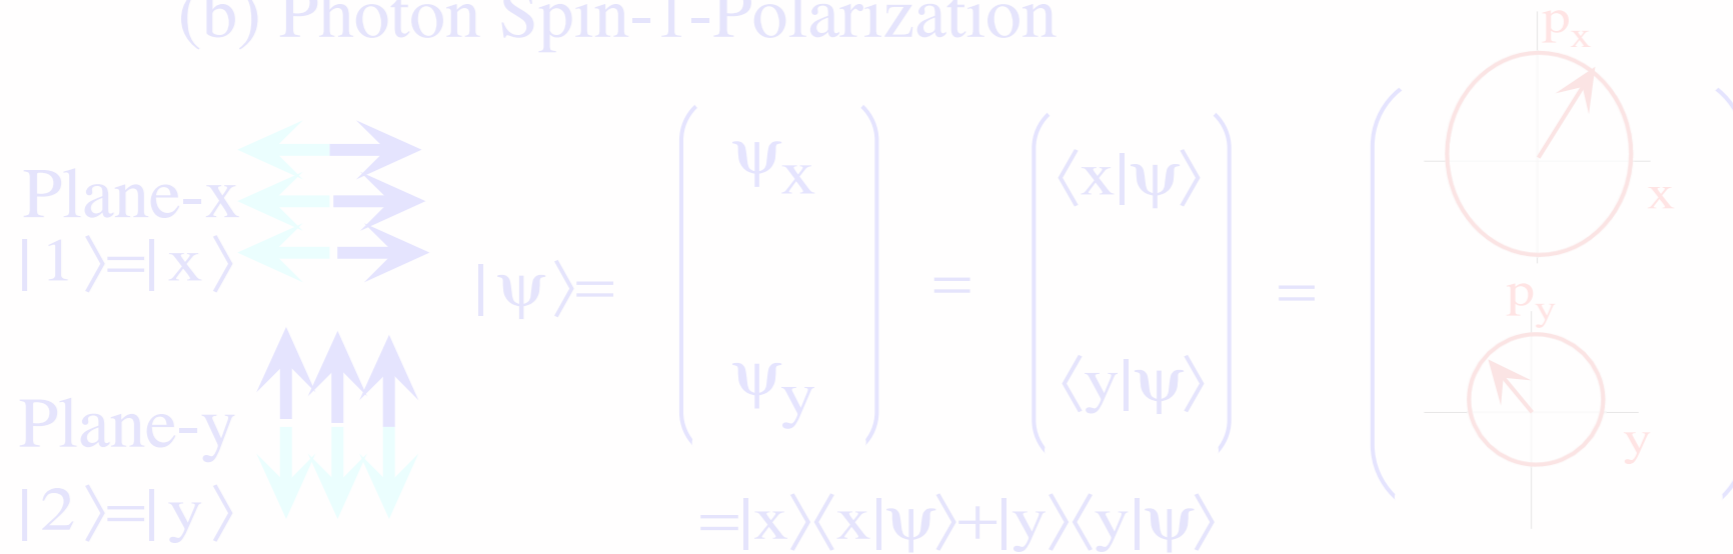 (b) Photon Spin-1-Polarization
Plane-x
|1⟩=|x⟩
Plane-y
|2⟩=|y⟩
|ψ⟩=
ψx
ψy
=
⟨x|ψ⟩
⟨y|ψ⟩
=
px
x
py
y
=|x⟩⟨x|ψ⟩+|y⟩⟨y|ψ⟩